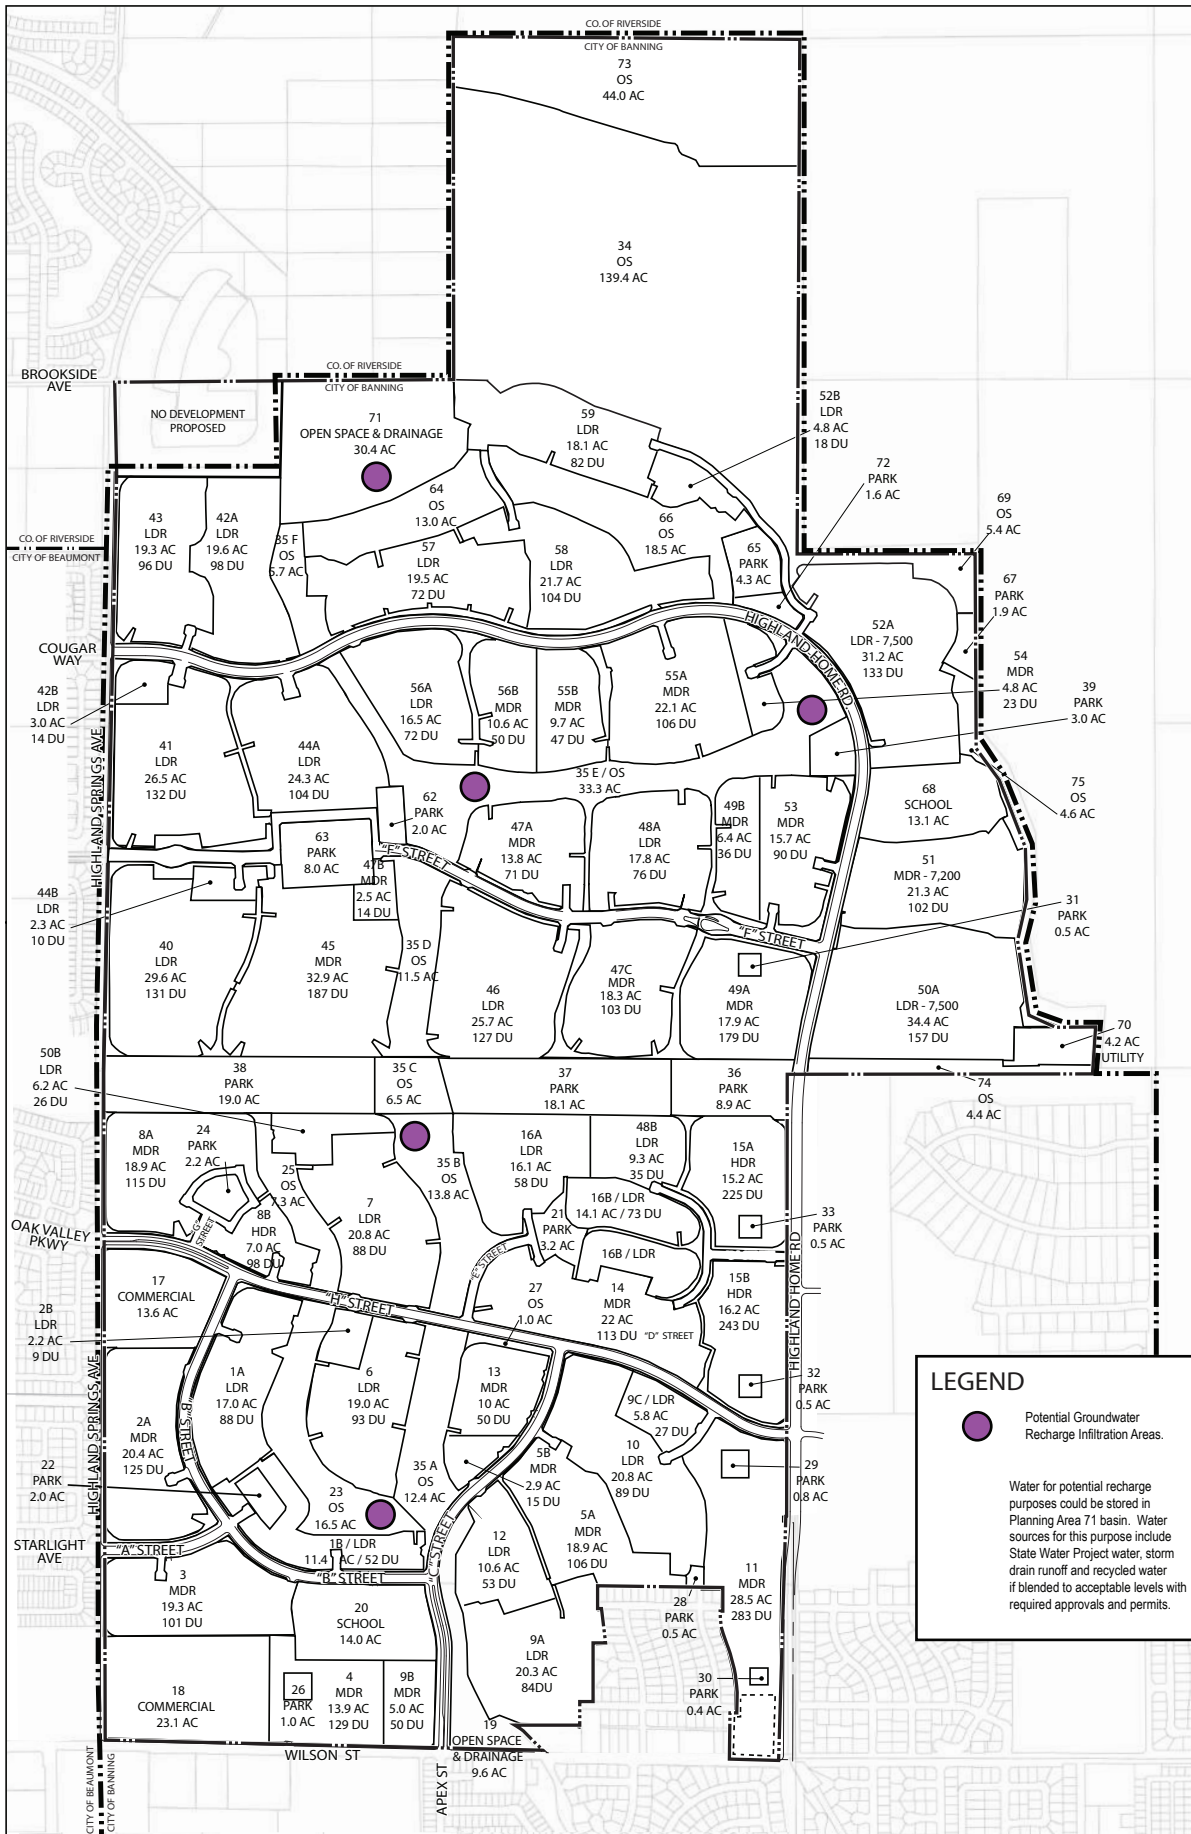 CO. OF RIVERSIDE
CITY OF BANNING
73
OS
44.0 AC
34
OS
139.4 AC
CO. OF RIVERSIDE
CITY OF BANNING
BROOKSIDE
AVE
NO DEVELOPMENT
PROPOSED
71
OPEN SPACE & DRAINAGE
30.4 AC
59
LDR
18.1 AC
82 DU
52B
LDR
4.8 AC
18 DU
72
PARK
1.6 AC
69
OS
5.4 AC
64
OS
13.0 AC
66
OS
18.5 AC
65
PARK
4.3 AC
43
LDR
19.3 AC
96 DU
42A
LDR
19.6 AC
98 DU
35 F
OS
5.7 AC
57
LDR
19.5 AC
72 DU
58
LDR
21.7 AC
104 DU
CO. OF RIVERSIDE
CITY OF BEAUMONT
67
PARK
1.9 AC
52A
LDR - 7,500
31.2 AC
133 DU
HIGHLAND HOME RD.
54
MDR
4.8 AC
23 DU
39
PARK
3.0 AC
COUGAR
WAY
42B
LDR
3.0 AC
14 DU
56A
LDR
16.5 AC
72 DU
56B
MDR
10.6 AC
50 DU
55B
MDR
9.7 AC
47 DU
55A
MDR
22.1 AC
106 DU
41
LDR
26.5 AC
132 DU
44A
LDR
24.3 AC
104 DU
35 E / OS
33.3 AC
75
OS
4.6 AC
HIGHLAND SPRINGS AVE
62
PARK
2.0 AC
63
PARK
8.0 AC
47A
MDR
13.8 AC
71 DU
48A
LDR
17.8 AC
76 DU
49B
MDR
6.4 AC
36 DU
53
MDR
15.7 AC
90 DU
68
SCHOOL
13.1 AC
"F" STREET
47B
MDR
2.5 AC
14 DU
51
MDR - 7,200
21.3 AC
102 DU
44B
LDR
2.3 AC
10 DU
31
PARK
0.5 AC
"F" STREET
40
LDR
29.6 AC
131 DU
45
MDR
32.9 AC
187 DU
35 D
OS
11.5 AC
46
LDR
25.7 AC
127 DU
47C
MDR
18.3 AC
103 DU
49A
MDR
17.9 AC
179 DU
50A
LDR - 7,500
34.4 AC
157 DU
70
4.2 AC
UTILITY
50B
LDR
6.2 AC
26 DU
38
PARK
19.0 AC
35 C
OS
6.5 AC
37
PARK
18.1 AC
36
PARK
8.9 AC
74
OS
4.4 AC
8A
MDR
18.9 AC
115 DU
24
PARK
2.2 AC
25
OS
7.3 AC
35 B
OS
13.8 AC
16A
LDR
16.1 AC
58 DU
48B
LDR
9.3 AC
35 DU
15A
HDR
15.2 AC
225 DU
7
LDR
20.8 AC
88 DU
16B / LDR
14.1 AC / 73 DU
21
PARK
3.2 AC
33
PARK
0.5 AC
OAK VALLEY
PKWY
"G"
STREET
8B
HDR
7.0 AC
98 DU
"E" STREET
16B / LDR
HIGHLAND HOME RD
17
COMMERCIAL
13.6 AC
"H" STREET
27
OS
1.0 AC
14
MDR
22 AC
113 DU
"D" STREET
15B
HDR
16.2 AC
243 DU
2B
LDR
2.2 AC
9 DU
1A
LDR
17.0 AC
88 DU
6
LDR
19.0 AC
93 DU
13
MDR
10 AC
50 DU
32
PARK
0.5 AC
9C / LDR
5.8 AC
27 DU
HIGHLAND SPRINGS AVE
"B" STREET
2A
MDR
20.4 AC
125 DU
10
LDR
20.8 AC
89 DU
5B
MDR
2.9 AC
15 DU
35 A
OS
12.4 AC
29
PARK
0.8 AC
22
PARK
2.0 AC
23
OS
16.5 AC
5A
MDR
18.9 AC
106 DU
12
LDR
10.6 AC
53 DU
STARLIGHT
AVE
"A" STREET
1B / LDR
11.4 AC / 52 DU
"B" STREET
"C" STREET
3
MDR
19.3 AC
101 DU
11
MDR
28.5 AC
283 DU
28
PARK
0.5 AC
20
SCHOOL
14.0 AC
9A
LDR
20.3 AC
84DU
18
COMMERCIAL
23.1 AC
26
PARK
1.0 AC
4
MDR
13.9 AC
129 DU
9B
MDR
5.0 AC
50 DU
30
PARK
0.4 AC
19
OPEN SPACE
& DRAINAGE
9.6 AC
WILSON ST
APEX ST
CITY OF BEAUMONT
CITY OF BANNING
LEGEND
Potential Groundwater
Recharge Infiltration Areas.
Water for potential recharge
purposes could be stored in
Planning Area 71 basin. Water
sources for this purpose include
State Water Project water, storm
drain runoff and recycled water
if blended to acceptable levels with
required approvals and permits.